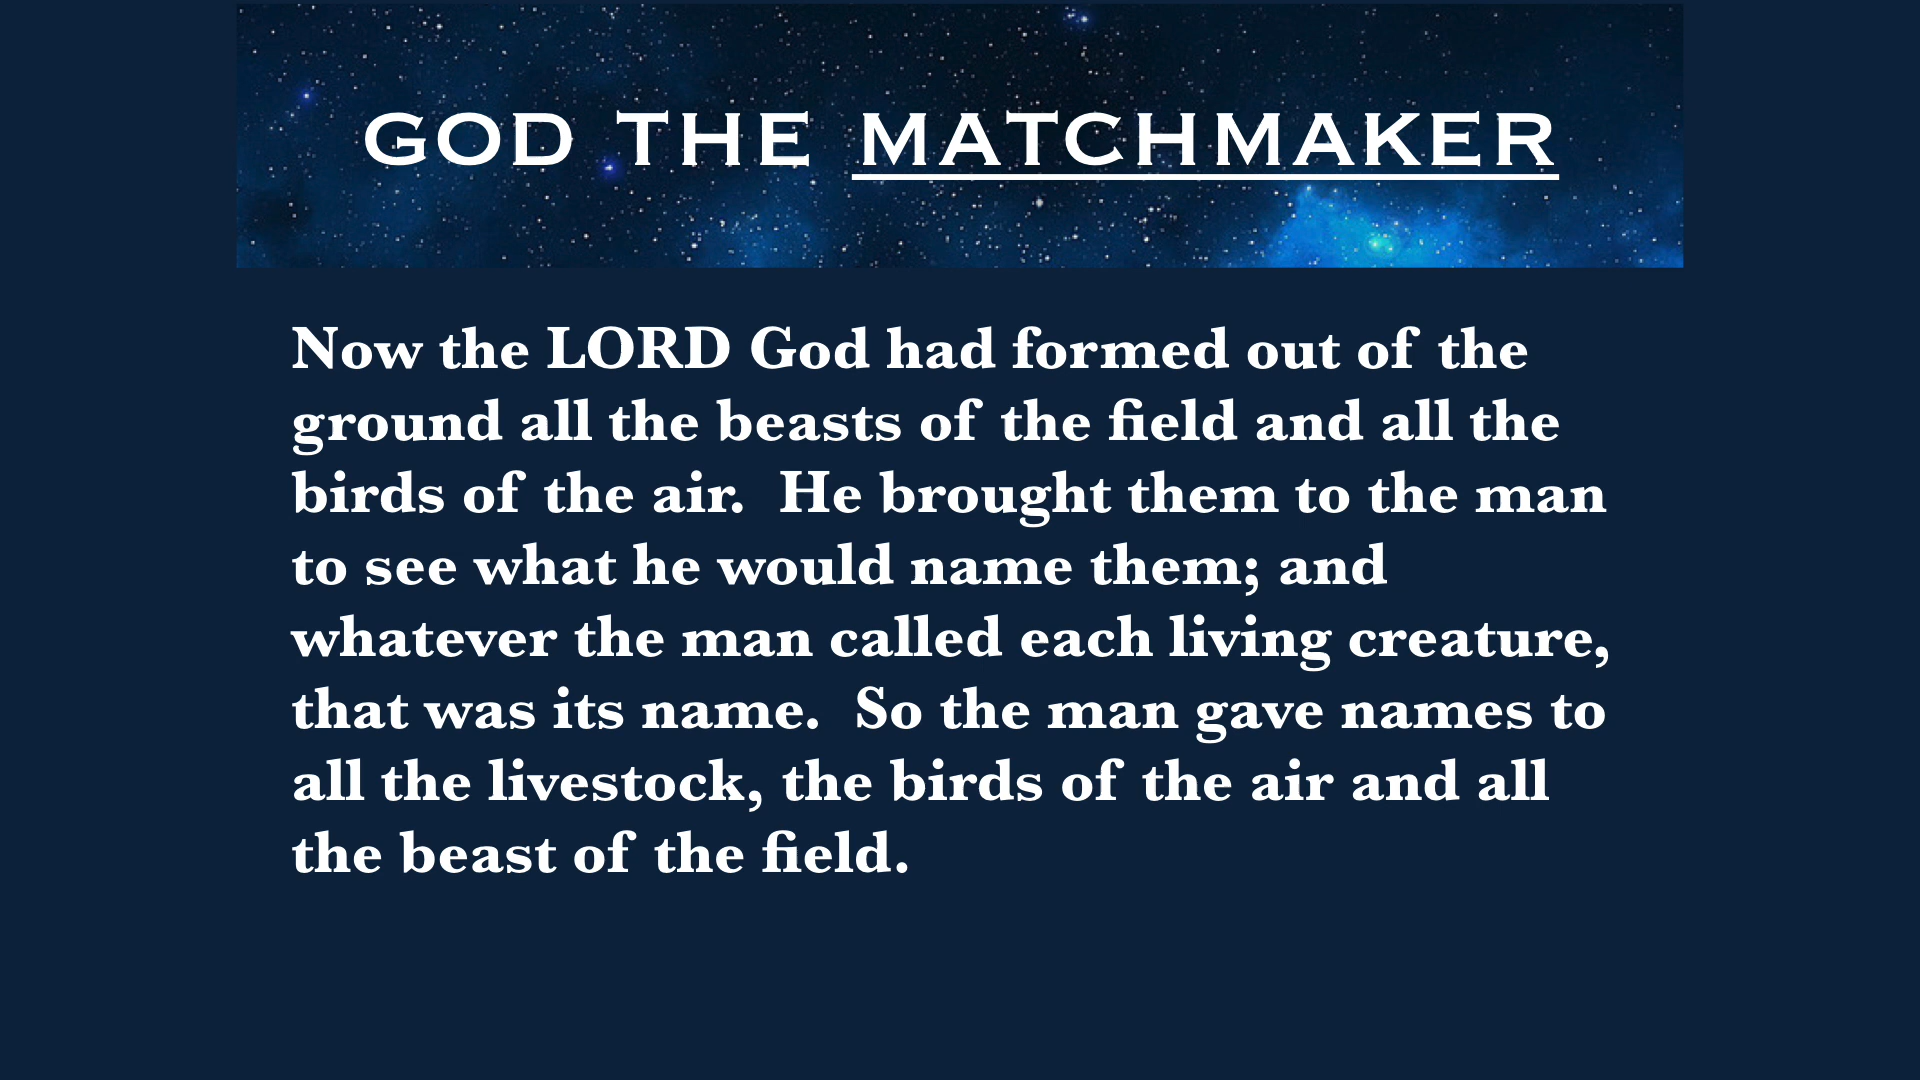 GOD THE MATCHMAKER
Now the LORD God had formed out of the
ground all the beasts of the field and all the
birds of the air.  He brought them to the man
to see what he would name them; and
whatever the man called each living creature,
that was its name.  So the man gave names to
all the livestock, the birds of the air and all
the beast of the field.